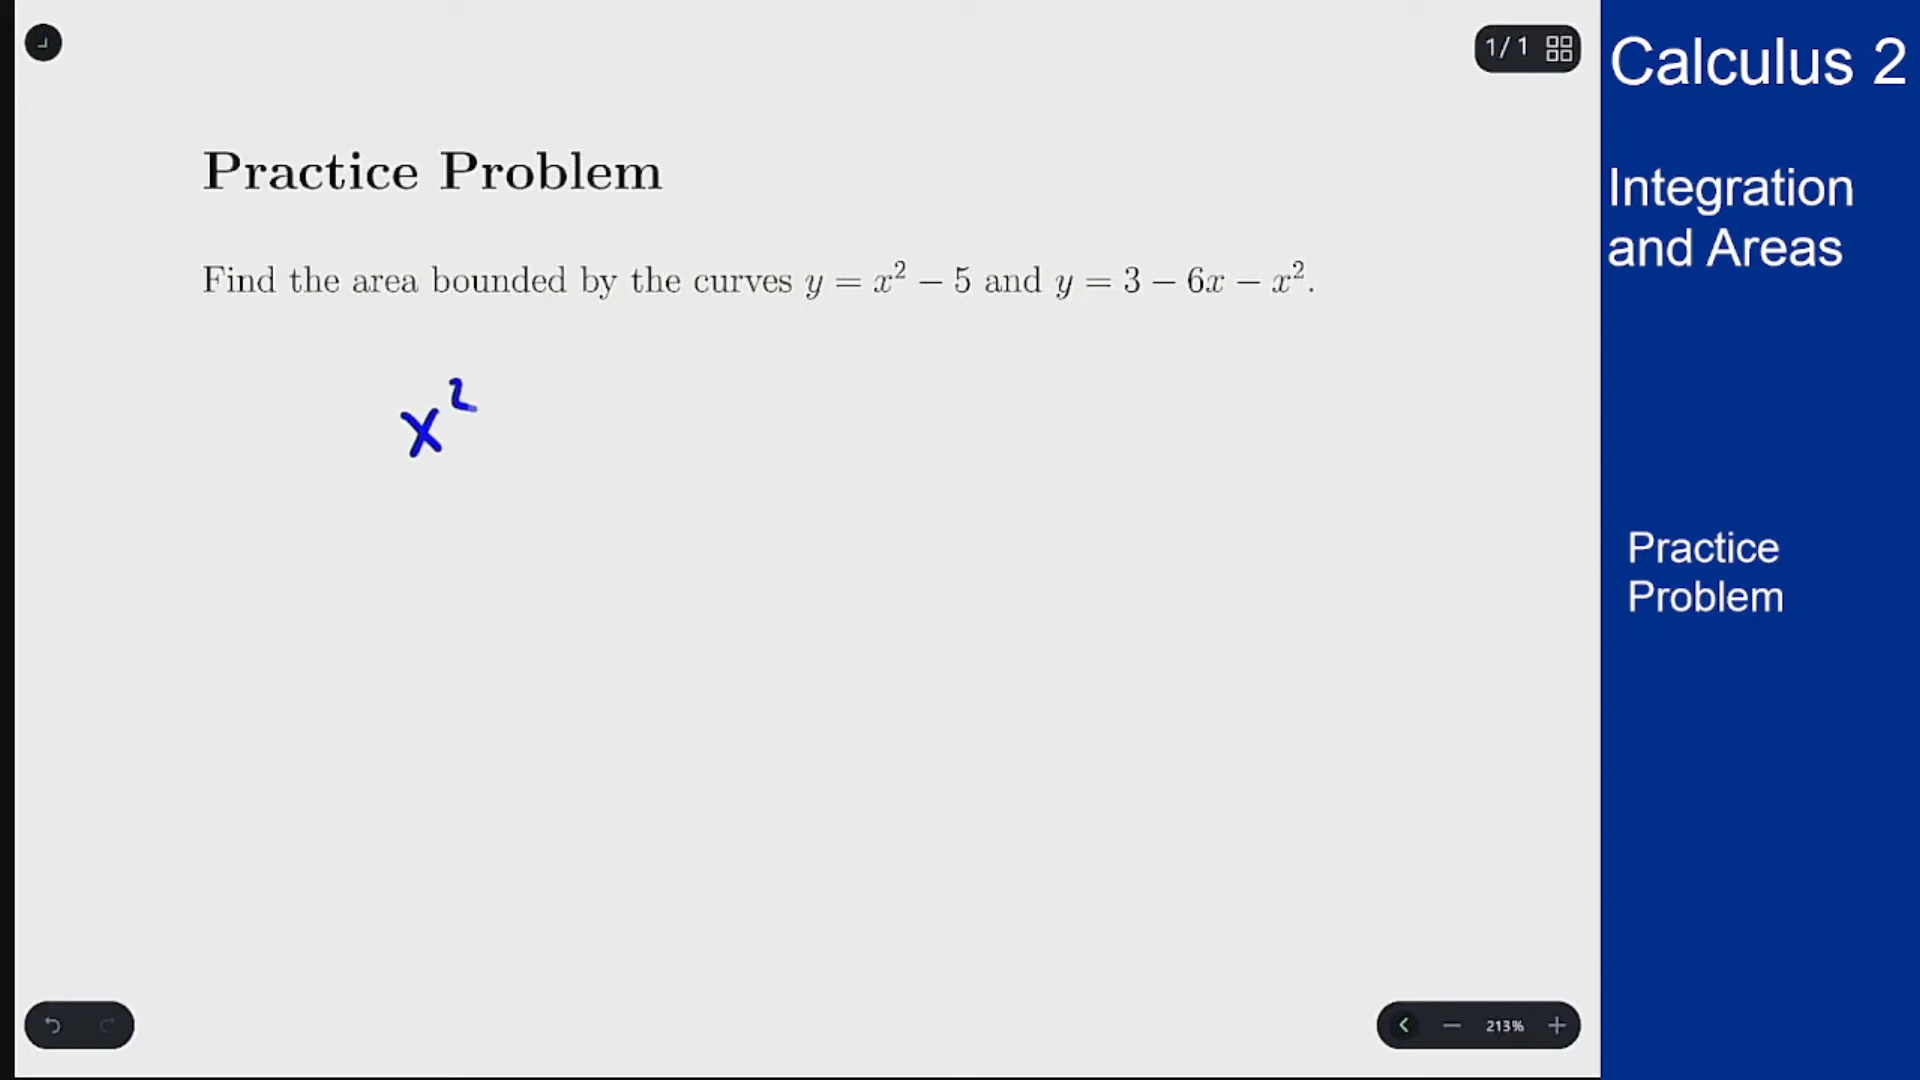 1/1
Calculus 2
Integration
and Areas
Practice Problem
Find the area bounded by the curves y = x² − 5 and y = 3 − 6x − x².
x²
Practice
Problem
213%